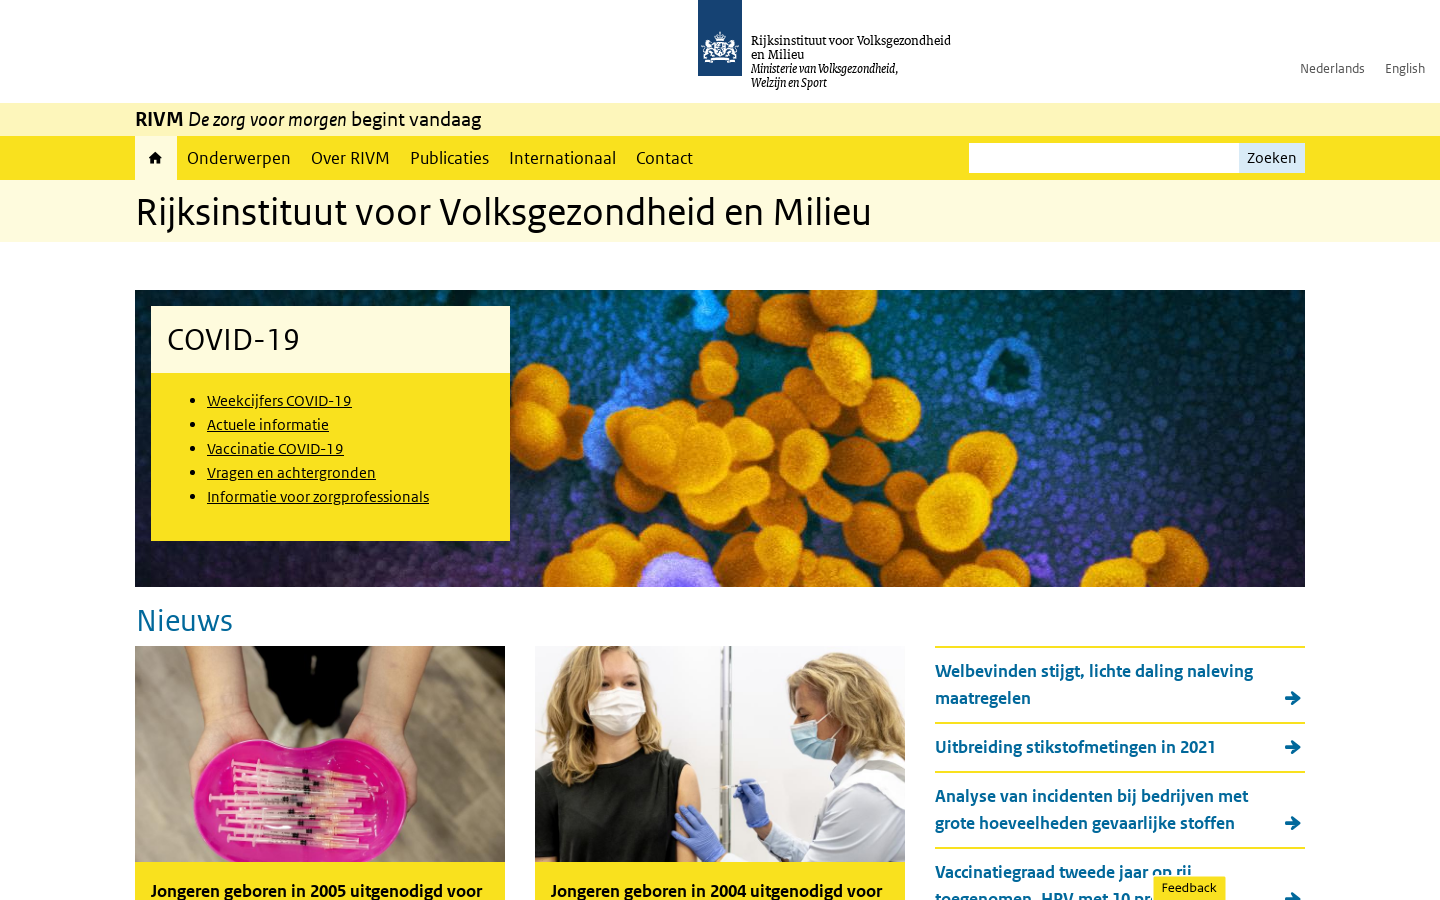 Rijksinstituut voor Volksgezondheid
en Milieu
Ministerie van Volksgezondheid,
Welzijn en Sport
Nederlands English
RIVM De zorg voor morgen begint vandaag
Onderwerpen Over RIVM Publicaties Internationaal Contact Zoeken
Rijksinstituut voor Volksgezondheid en Milieu
COVID-19
Weekcijfers COVID-19
Actuele informatie
Vaccinatie COVID-19
Vragen en achtergronden
Informatie voor zorgprofessionals
Nieuws
Jongeren geboren in 2005 uitgenodigd voor
Jongeren geboren in 2004 uitgenodigd voor
Welbevinden stijgt, lichte daling naleving
maatregelen
Uitbreiding stikstofmetingen in 2021
Analyse van incidenten bij bedrijven met
grote hoeveelheden gevaarlijke stoffen
Vaccinatiegraad tweede jaar op rij
toegenomen, HPV met 10
Feedback